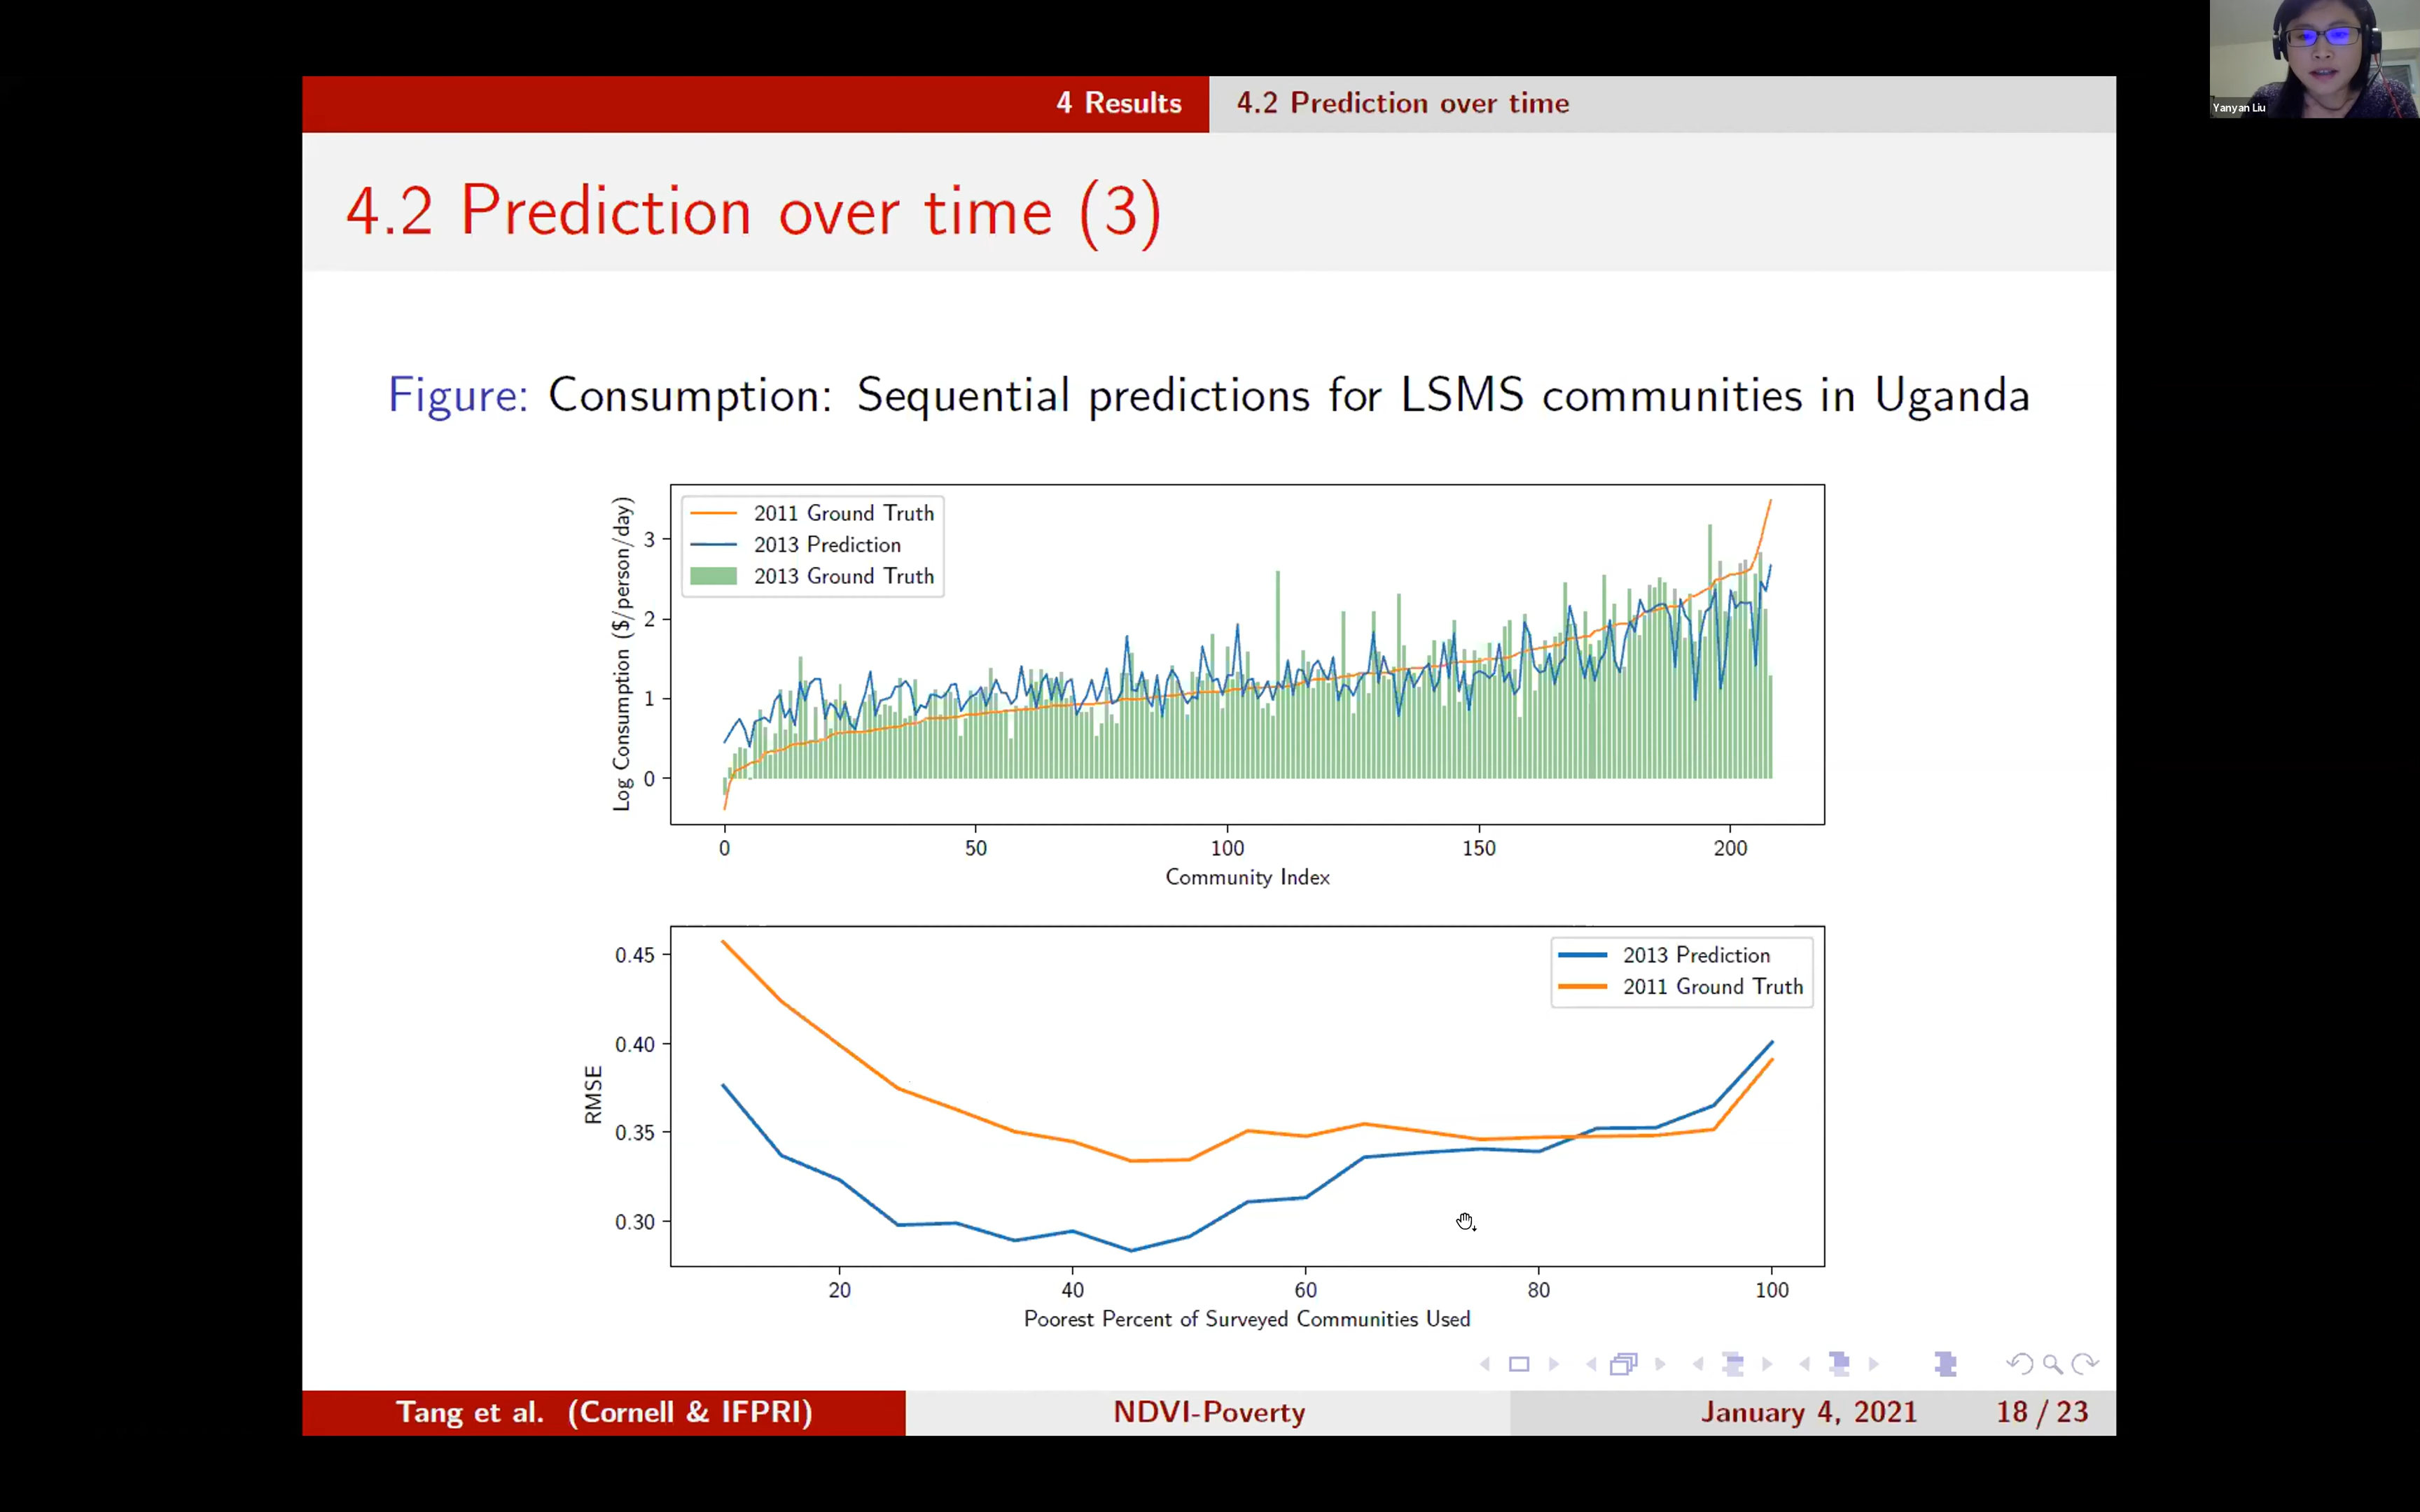 Yanyan Liu
4 Results
4.2 Prediction over time
4.2 Prediction over time (3)
Figure: Consumption: Sequential predictions for LSMS communities in Uganda
Log Consumption ($/person/day)
2011 Ground Truth
2013 Prediction
2013 Ground Truth
3
2
1
0
0 50 100 150 200
Community Index
RMSE
2013 Prediction
2011 Ground Truth
0.45
0.40
0.35
0.30
20 40 60 80 100
Poorest Percent of Surveyed Communities Used
Tang et al. (Cornell & IFPRI)
NDVI-Poverty
January 4, 2021
18 / 23